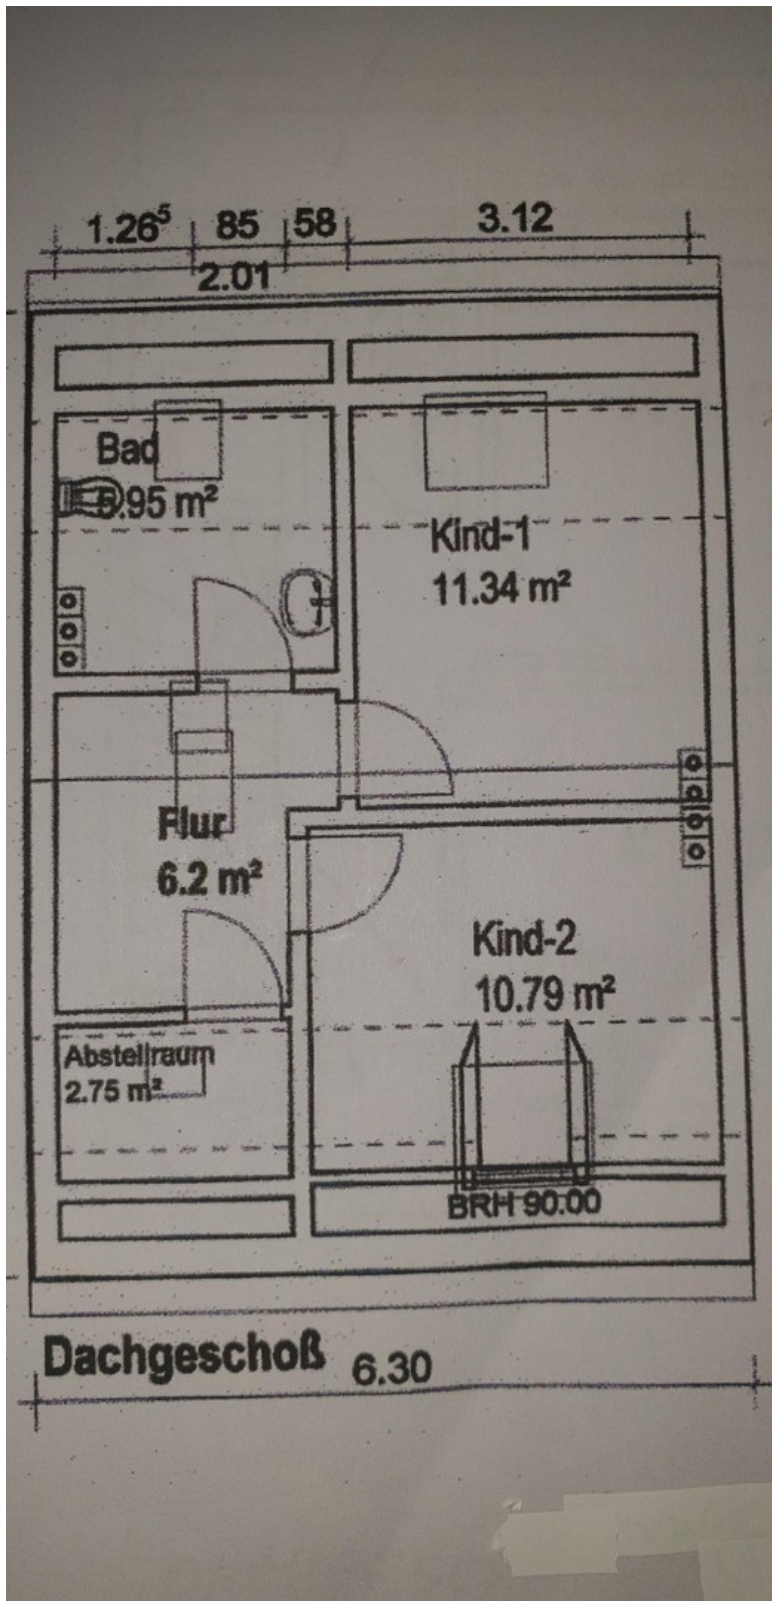 1.26⁵ 85 58 3.12
2.01
Bad
5.95 m²
Kind-1
11.34 m²
Flur
6.2 m²
Kind-2
10.79 m²
Abstellraum
2.75 m²
BRH 90.00
Dachgeschoß 6.30